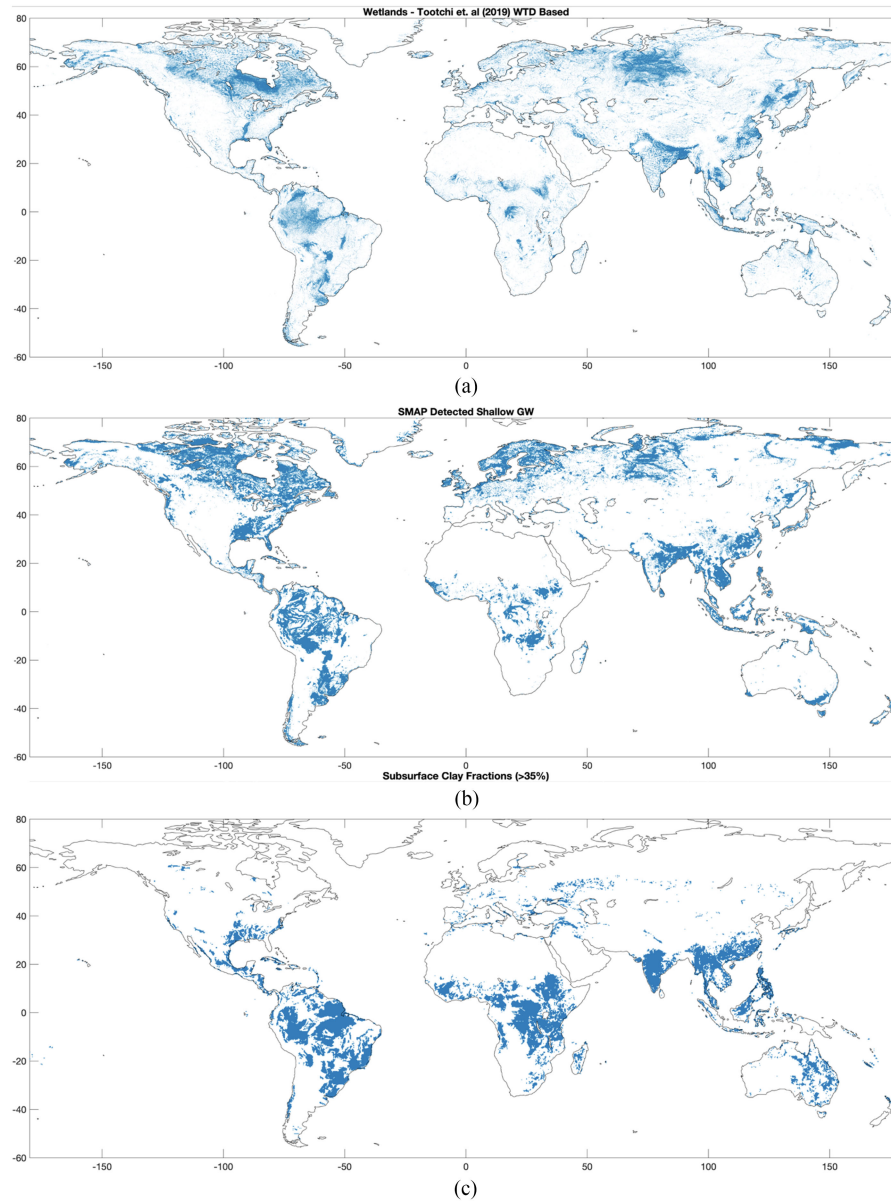 Wetlands - Tootchi et. al (2019) WTD Based
80
60
40
20
0
-20
-40
-60
-150 -100 -50 0 50 100 150
(a)
SMAP Detected Shallow GW
80
60
40
20
0
-20
-40
-60
-150 -100 -50 0 50 100 150
Subsurface Clay Fractions (>35%)
(b)
80
60
40
20
0
-20
-40
-60
-150 -100 -50 0 50 100 150
(c)